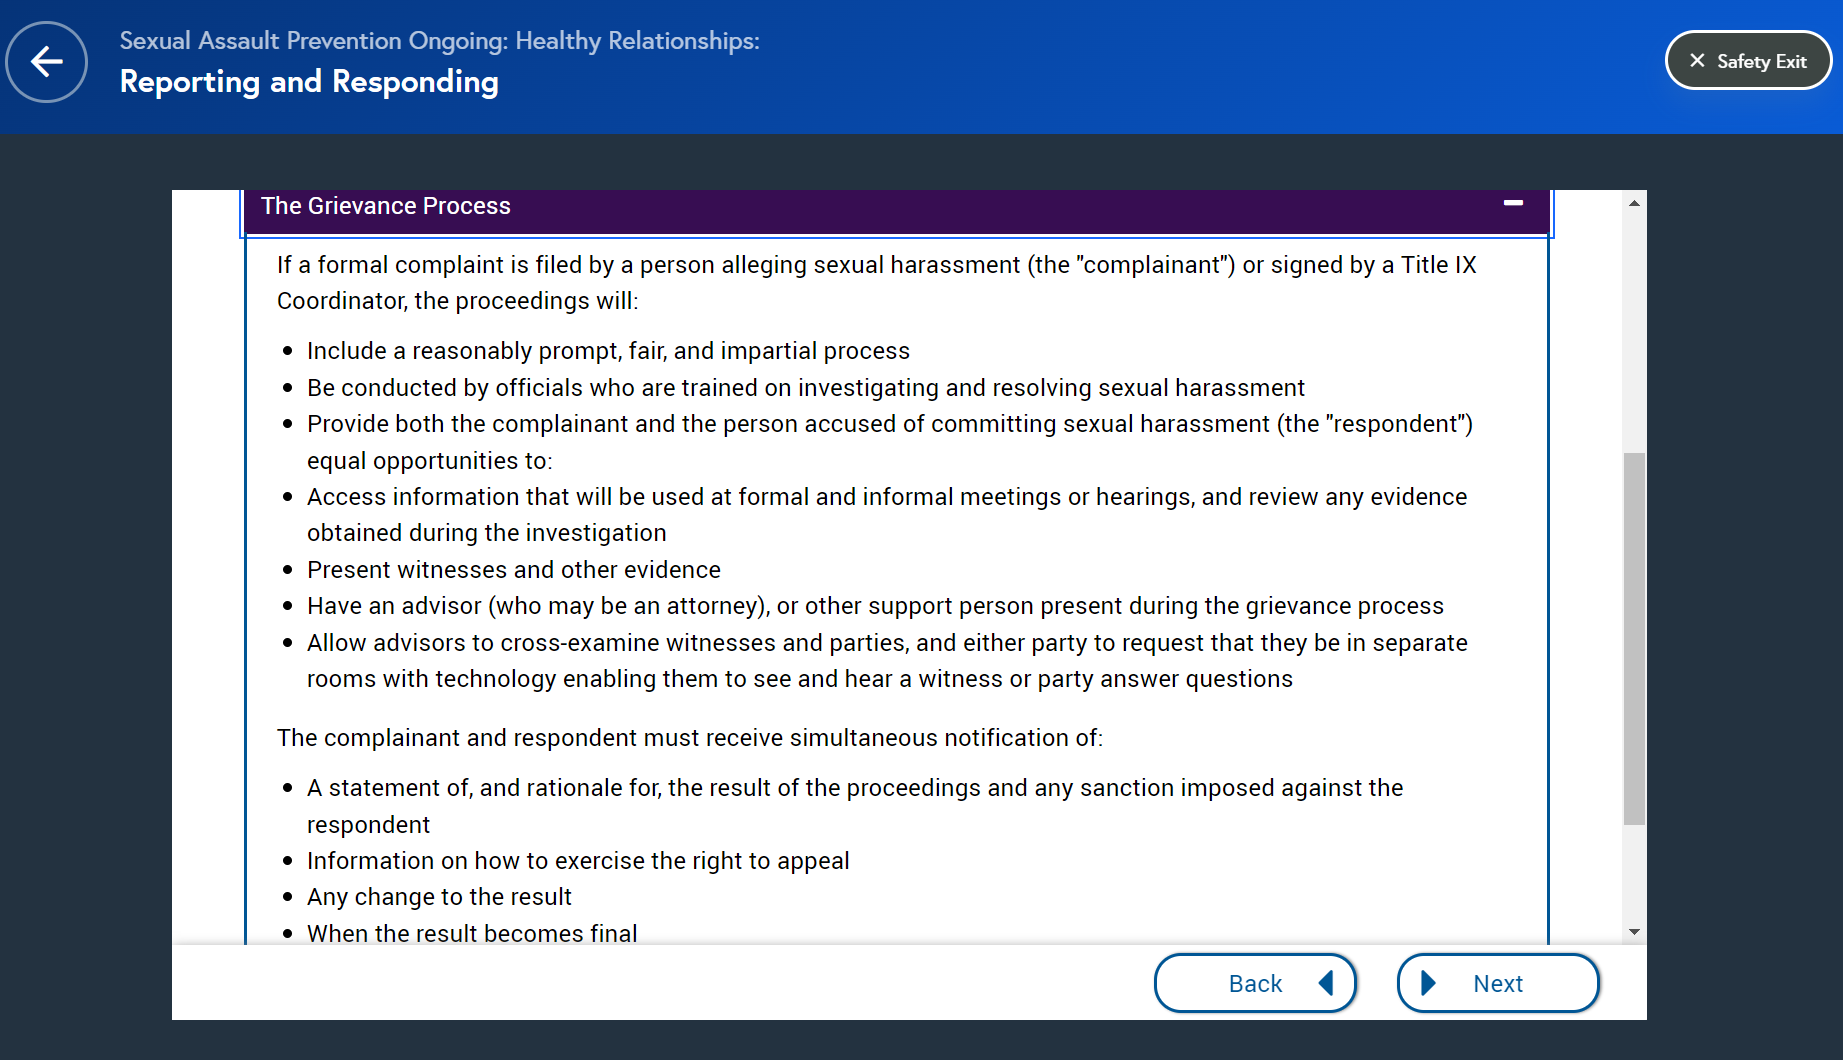 Sexual Assault Prevention Ongoing: Healthy Relationships:
Reporting and Responding
Safety Exit
The Grievance Process
If a formal complaint is filed by a person alleging sexual harassment (the "complainant") or signed by a Title IX
Coordinator, the proceedings will:
• Include a reasonably prompt, fair, and impartial process
• Be conducted by officials who are trained on investigating and resolving sexual harassment
• Provide both the complainant and the person accused of committing sexual harassment (the "respondent")
equal opportunities to:
• Access information that will be used at formal and informal meetings or hearings, and review any evidence
obtained during the investigation
• Present witnesses and other evidence
• Have an advisor (who may be an attorney), or other support person present during the grievance process
• Allow advisors to cross-examine witnesses and parties, and either party to request that they be in separate
rooms with technology enabling them to see and hear a witness or party answer questions
The complainant and respondent must receive simultaneous notification of:
• A statement of, and rationale for, the result of the proceedings and any sanction imposed against the
respondent
• Information on how to exercise the right to appeal
• Any change to the result
• When the result becomes final
Back
Next